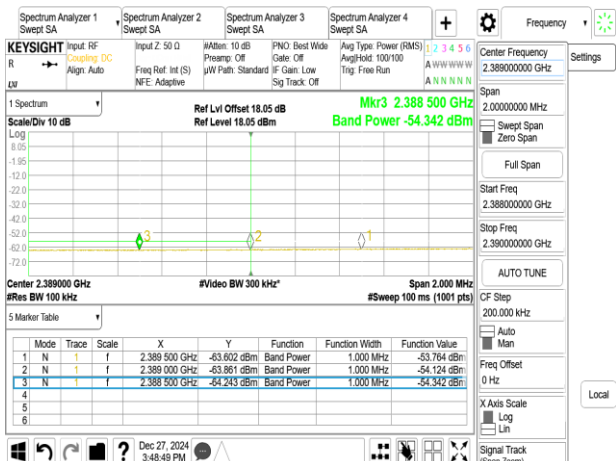 Spectrum Analyzer 1
Swept SA
Spectrum Analyzer 2
Swept SA
Spectrum Analyzer 3
Swept SA
Spectrum Analyzer 4
Swept SA
+
Frequency
Settings
KEYSIGHT
R
LXI
Input: RF
Coupling: DC
Align: Auto
Input Z: 50 Ω
Freq Ref: Int (S)
NFE: Adaptive
#Atten: 10 dB
Preamp: Off
µW Path: Standard
PNO: Best Wide
Gate: Off
IF Gain: Low
Sig Track: Off
Avg Type: Power (RMS)
Avg|Hold: 100/100
Trig: Free Run
1 2 3 4 5 6
A W W W W W
A N N N N N
1 Spectrum
Scale/Div 10 dB
Ref Lvl Offset 18.05 dB
Ref Level 18.05 dBm
Mkr3 2.388 500 GHz
Band Power -54.342 dBm
Log
8.05
-1.95
-12.0
-22.0
-32.0
-42.0
-52.0
-62.0
-72.0
3
2
1
Center 2.389000 GHz
#Res BW 100 kHz
#Video BW 300 kHz*
Span 2.000 MHz
#Sweep 100 ms (1001 pts)
5 Marker Table
Mode Trace Scale X Y Function Function Width Function Value
1 N 1 f 2.389 500 GHz -63.602 dBm Band Power 1.000 MHz -53.764 dBm
2 N 1 f 2.389 000 GHz -63.861 dBm Band Power 1.000 MHz -54.124 dBm
3 N 1 f 2.388 500 GHz -64.243 dBm Band Power 1.000 MHz -54.342 dBm
4
5
6
?
Dec 27, 2024
3:48:49 PM
Center Frequency
2.389000000 GHz
Span
2.00000000 MHz
Swept Span
Zero Span
Full Span
Start Freq
2.388000000 GHz
Stop Freq
2.390000000 GHz
AUTO TUNE
CF Step
200.000 kHz
Auto
Man
Freq Offset
0 Hz
X Axis Scale
Log
Lin
Signal Track
(Span Zoom)
Local